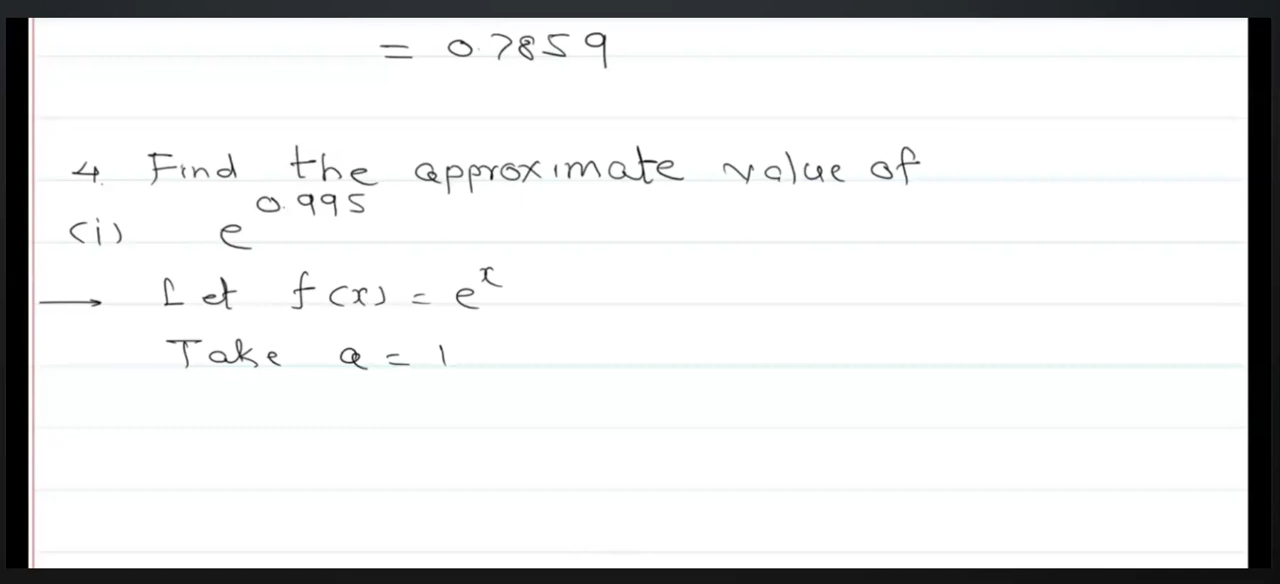 = 0.7859
4. Find the approximate value of
(i) e^0.995
→ Let f(x) = e^x
Take a = 1